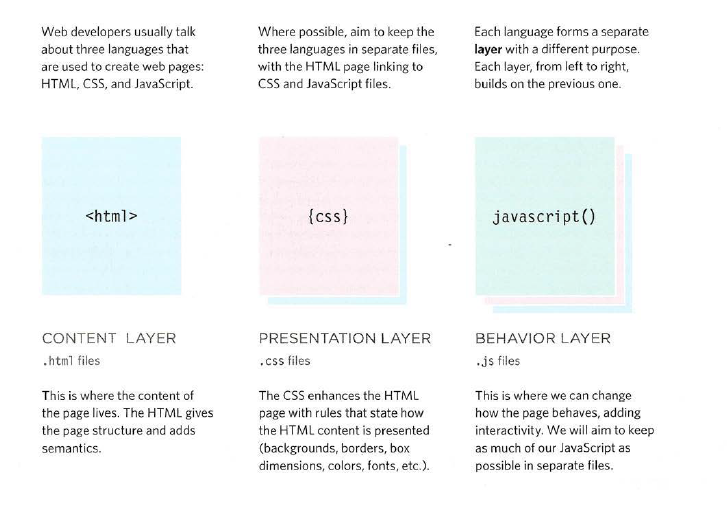 Web developers usually talk
about three languages that
are used to create web pages:
HTML, CSS, and JavaScript.
Where possible, aim to keep the
three languages in separate files,
with the HTML page linking to
CSS and JavaScript files.
Each language forms a separate
layer with a different purpose.
Each layer, from left to right,
builds on the previous one.
<html>
{css}
javascript()
CONTENT LAYER
.html files
This is where the content of
the page lives. The HTML gives
the page structure and adds
semantics.
PRESENTATION LAYER
.css files
The CSS enhances the HTML
page with rules that state how
the HTML content is presented
(backgrounds, borders, box
dimensions, colors, fonts, etc.).
BEHAVIOR LAYER
.js files
This is where we can change
how the page behaves, adding
interactivity. We will aim to keep
as much of our JavaScript as
possible in separate files.